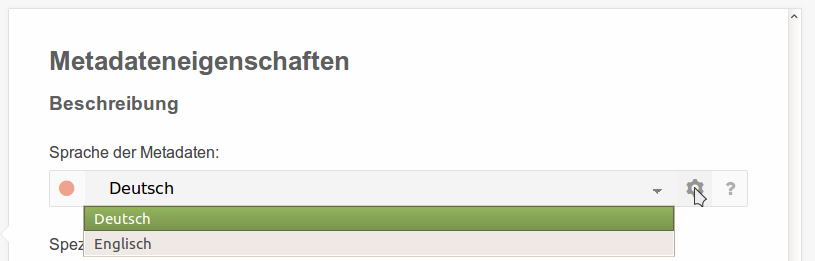 Metadateneigenschaften
Beschreibung
Sprache der Metadaten:
Deutsch ?
Deutsch
Englisch
Spez